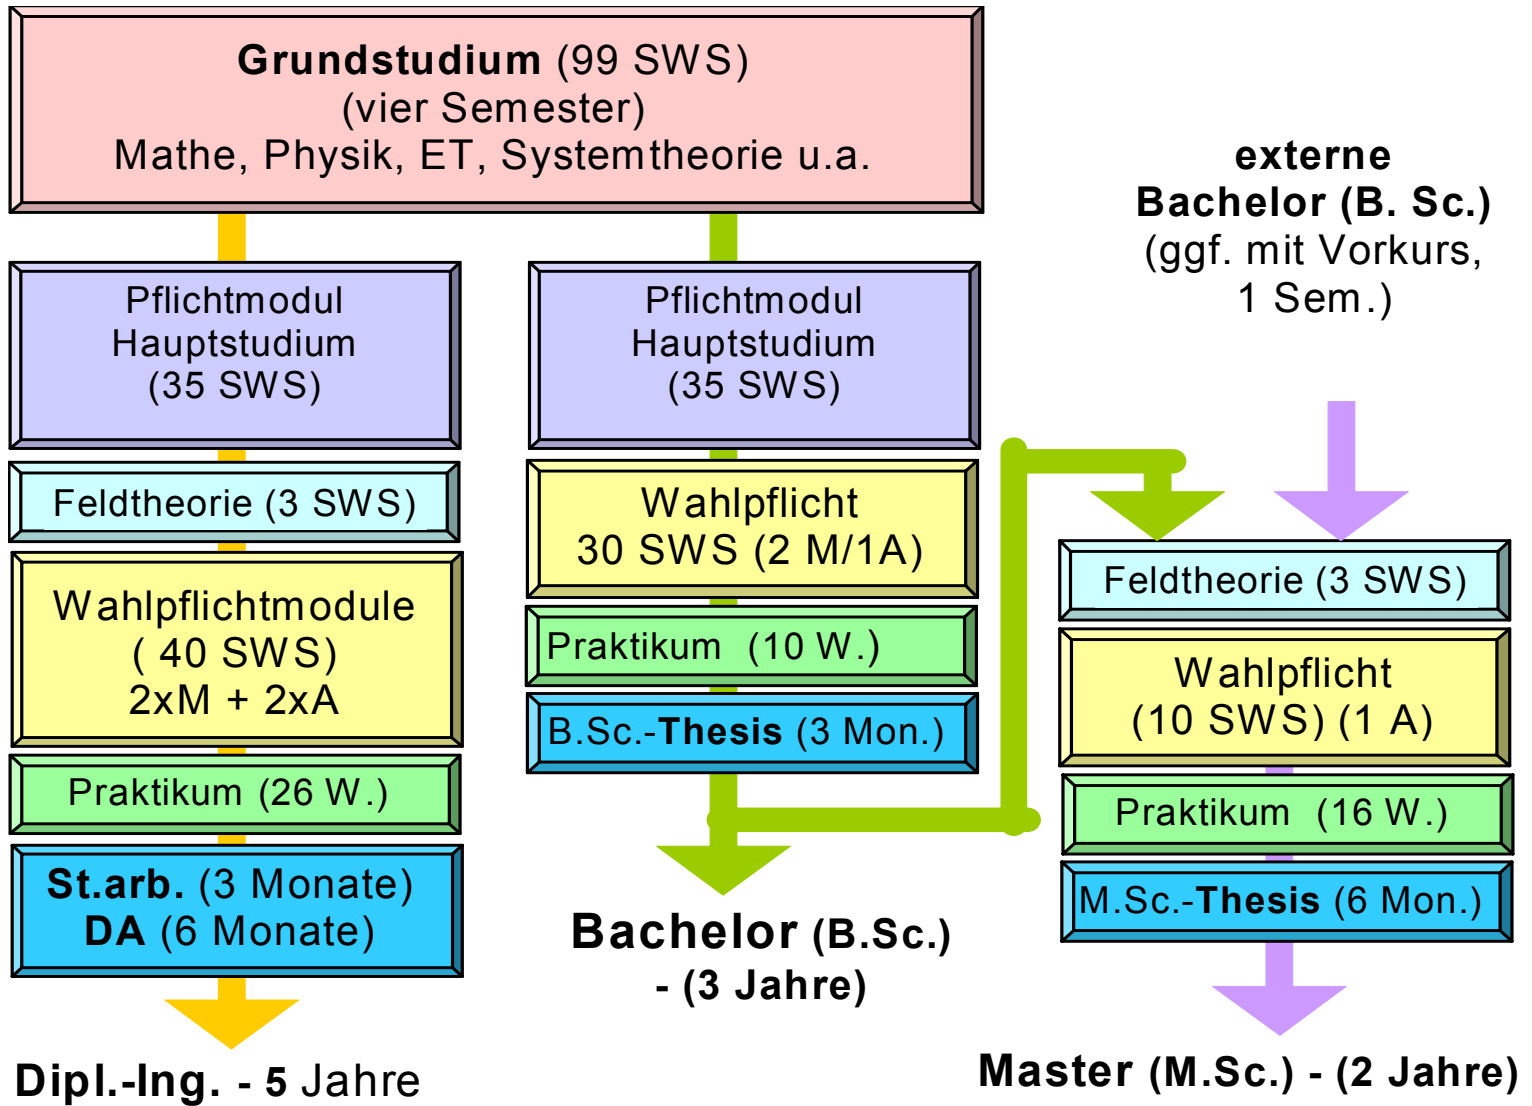 Grundstudium (99 SWS)
(vier Semester)
Mathe, Physik, ET, Systemtheorie u.a.
externe
Bachelor (B. Sc.)
(ggf. mit Vorkurs,
1 Sem.)
Pflichtmodul
Hauptstudium
(35 SWS)
Feldtheorie (3 SWS)
Wahlpflichtmodule
( 40 SWS)
2xM + 2xA
Praktikum (26 W.)
St.arb. (3 Monate)
DA (6 Monate)
Dipl.-Ing. - 5 Jahre
Pflichtmodul
Hauptstudium
(35 SWS)
Wahlpflicht
30 SWS (2 M/1A)
Praktikum (10 W.)
B.Sc.-Thesis (3 Mon.)
Bachelor (B.Sc.)
- (3 Jahre)
Feldtheorie (3 SWS)
Wahlpflicht
(10 SWS) (1 A)
Praktikum (16 W.)
M.Sc.-Thesis (6 Mon.)
Master (M.Sc.) - (2 Jahre)